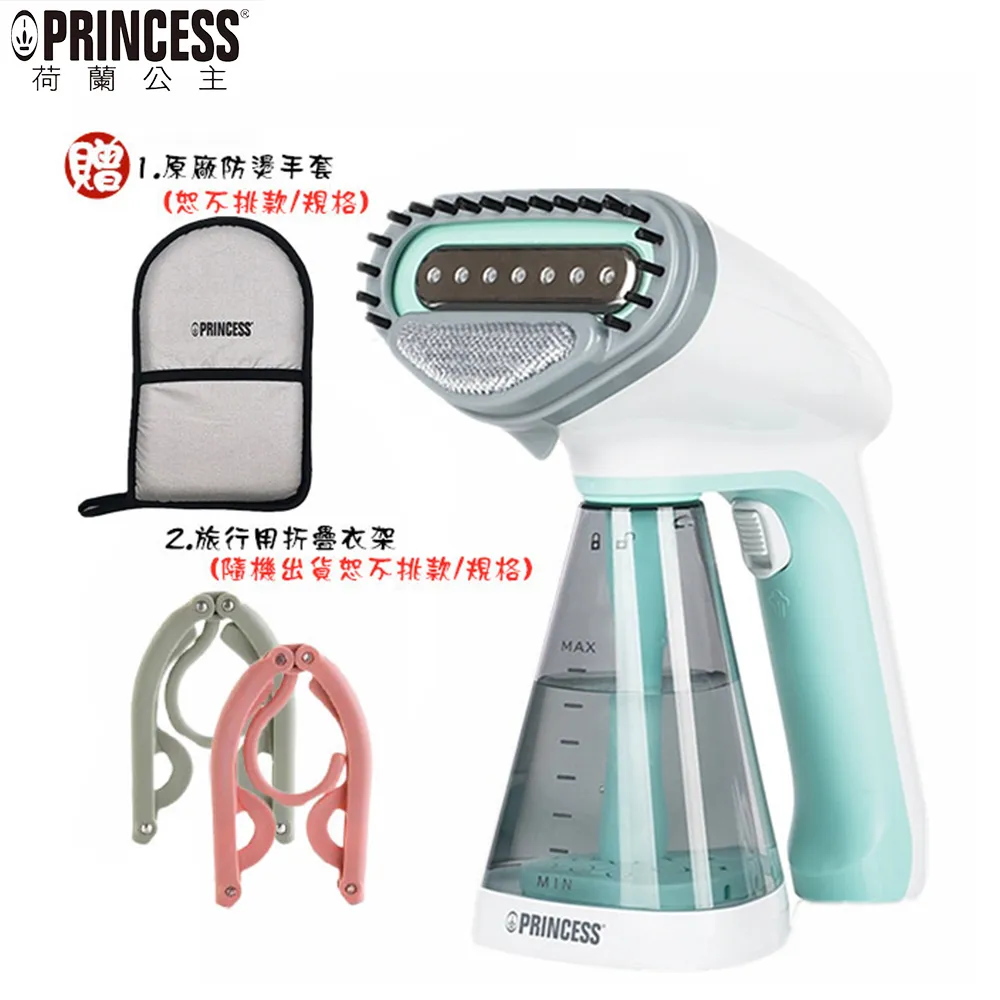 PRINCESS®
荷蘭公主
贈 1.原廠防燙手套
(恕不挑款/規格)
PRINCESS
2.旅行用折疊衣架
(隨機出貨恕不挑款/規格)
MAX
MIN
PRINCESS